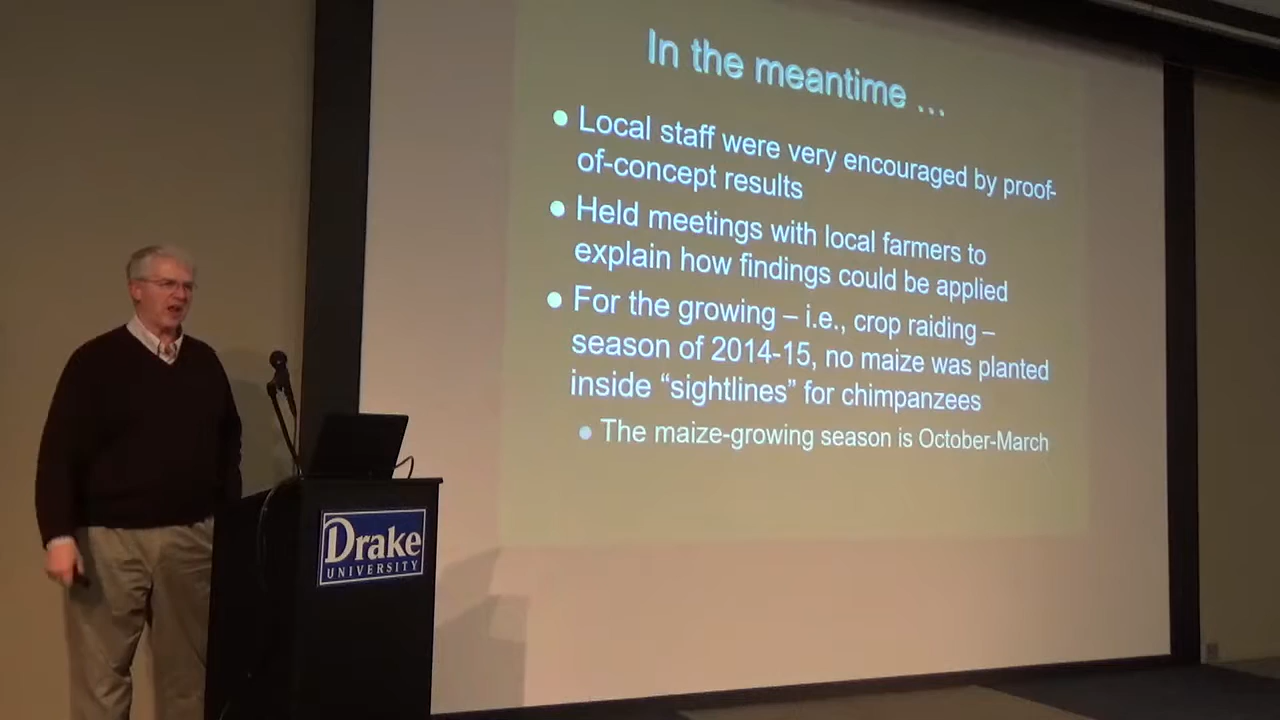 In the meantime ...
• Local staff were very encouraged by proof-
of-concept results
• Held meetings with local farmers to
explain how findings could be applied
• For the growing – i.e., crop raiding –
season of 2014-15, no maize was planted
inside “sightlines” for chimpanzees
• The maize-growing season is October-March
Drake
UNIVERSITY